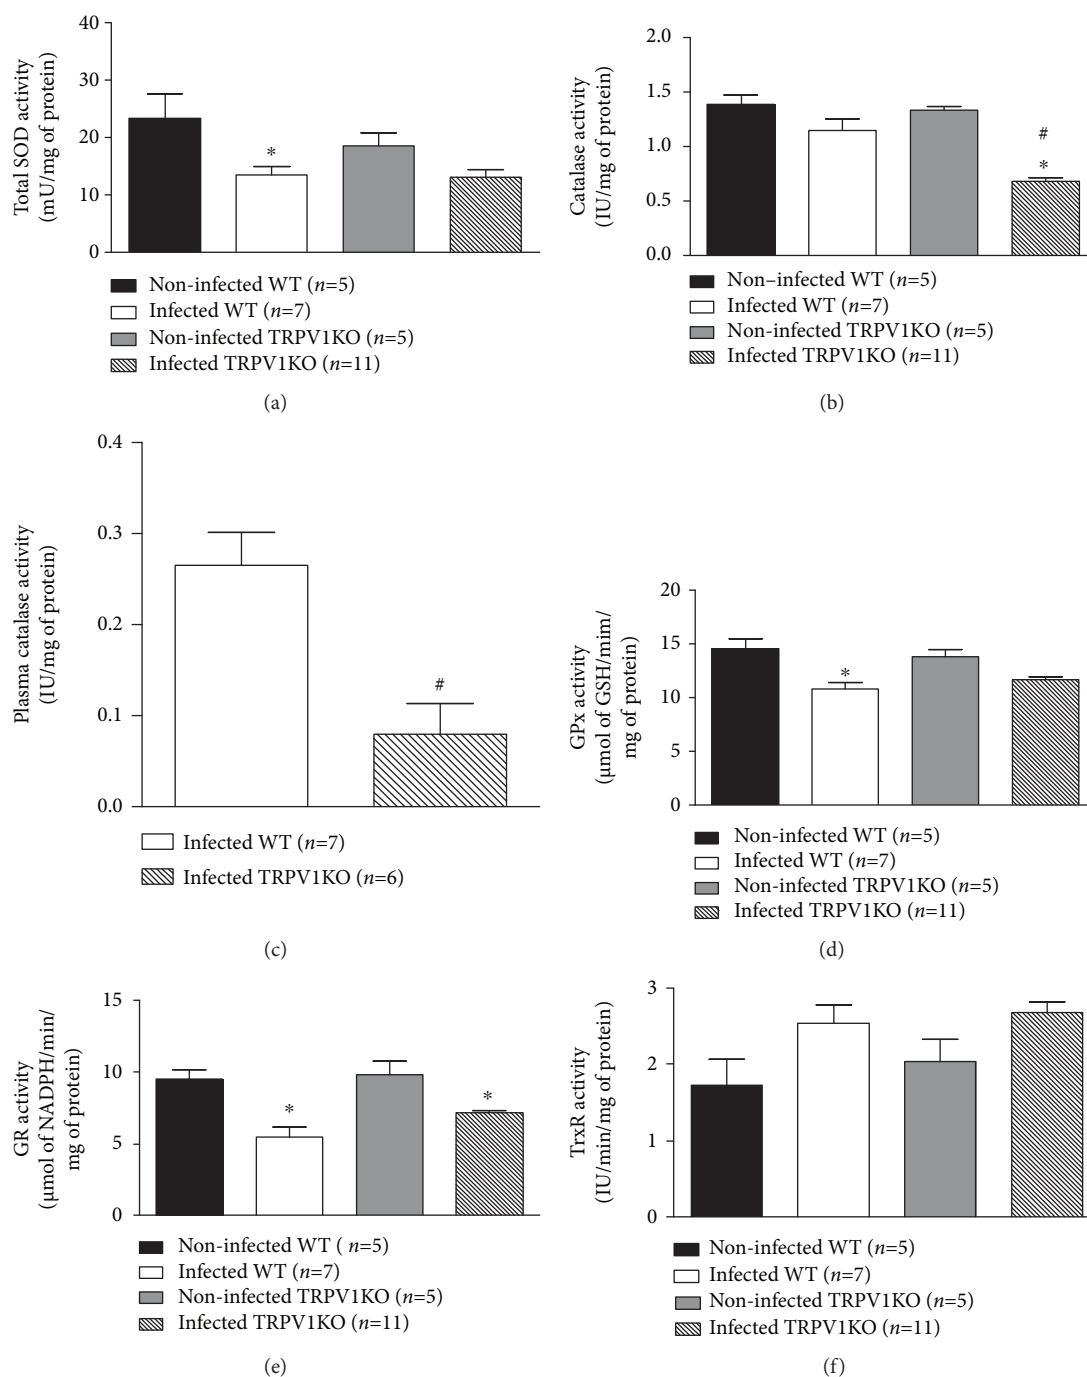 Total SOD activity
(mU/mg of protein)
40
30
20
10
0
*
Non-infected WT (n=5)
Infected WT (n=7)
Non-infected TRPV1KO (n=5)
Infected TRPV1KO (n=11)
(a)
Catalase activity
(IU/mg of protein)
2.0
1.5
1.0
0.5
0.0
#
*
Non–infected WT (n=5)
Infected WT (n=7)
Non-infected TRPV1KO (n=5)
Infected TRPV1KO (n=11)
(b)
Plasma catalase activity
(IU/mg of protein)
0.4
0.3
0.2
0.1
0.0
#
Infected WT (n=7)
Infected TRPV1KO (n=6)
(c)
GPx activity
(μmol of GSH/mim/
mg of protein)
20
15
10
5
0
*
Non-infected WT (n=5)
Infected WT (n=7)
Non-infected TRPV1KO (n=5)
Infected TRPV1KO (n=11)
(d)
GR activity
(μmol of NADPH/min/
mg of protein)
15
10
5
0
*
*
Non-infected WT ( n=5)
Infected WT (n=7)
Non-infected TRPV1KO (n=5)
Infected TRPV1KO (n=11)
(e)
TrxR activity
(IU/min/mg of protein)
3
2
1
0
Non-infected WT (n=5)
Infected WT (n=7)
Non-infected TRPV1KO (n=5)
Infected TRPV1KO (n=11)
(f)